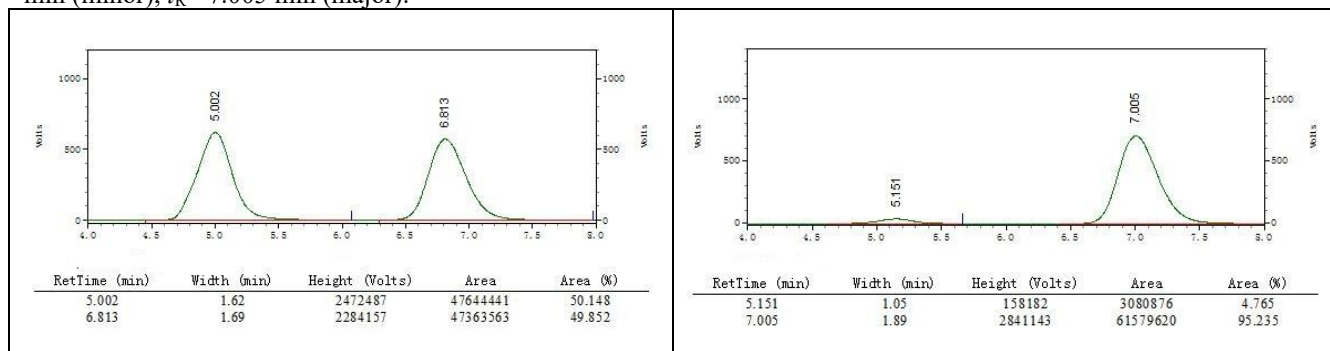 min (minor), tR = 7.005 min (major).
1000
500
0
Volts
5.002
6.813
1000
500
0
Volts
4.0 4.5 5.0 5.5 6.0 6.5 7.0 7.5 8.0
RetTime (min) Width (min) Height (Volts) Area Area (%)
5.002 1.62 2472487 47644441 50.148
6.813 1.69 2284157 47363563 49.852
1000
500
0
Volts
5.151
7.005
1000
500
0
Volts
4.0 4.5 5.0 5.5 6.0 6.5 7.0 7.5 8.0
RetTime (min) Width (min) Height (Volts) Area Area (%)
5.151 1.05 158182 3080876 4.765
7.005 1.89 2841143 61579620 95.235